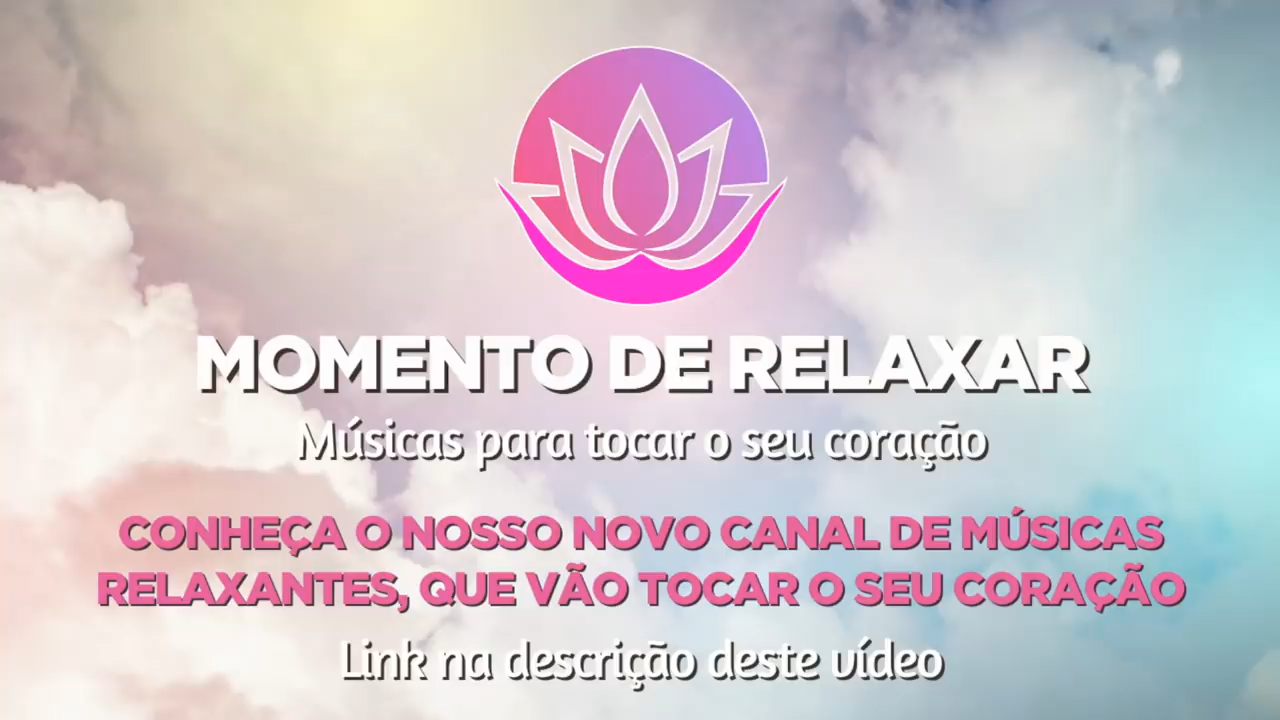 MOMENTO DE RELAXAR
Músicas para tocar o seu coração
CONHEÇA O NOSSO NOVO CANAL DE MÚSICAS
RELAXANTES, QUE VÃO TOCAR O SEU CORAÇÃO
Link na descrição deste vídeo